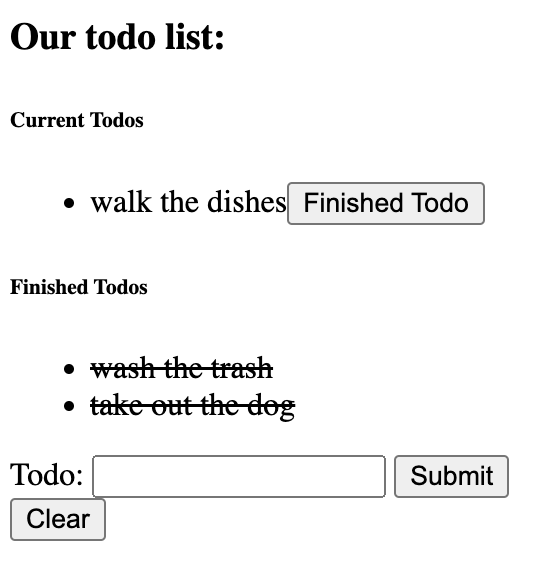 Our todo list:
Current Todos
walk the dishes Finished Todo
Finished Todos
wash the trash
take out the dog
Todo: Submit
Clear